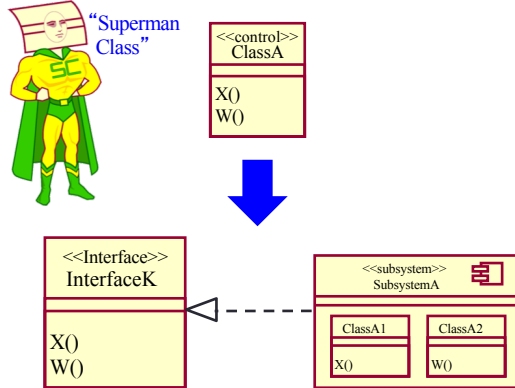 “Superman
Class”
SC
<<control>>
ClassA
X()
W()
<<Interface>>
InterfaceK
X()
W()
<<subsystem>>
SubsystemA
ClassA1
X()
ClassA2
W()